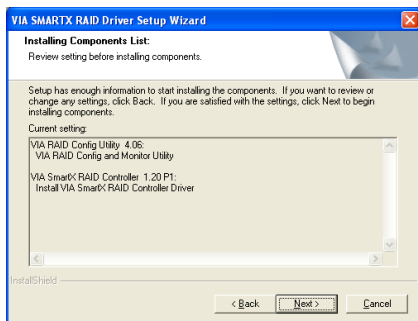 VIA SMARTX RAID Driver Setup Wizard
Installing Components List:
Review setting before installing components.
Setup has enough information to start installing the components. If you want to review or
change any settings, click Back. If you are satisfied with the settings, click Next to begin
installing components.
Current setting:
VIA RAID Config Utility 4.06:
VIA RAID Config and Monitor Utility
VIA SmartX RAID Controller 1.20 P1:
Install VIA SmartX RAID Controller Driver
InstallShield
< Back
Next >
Cancel